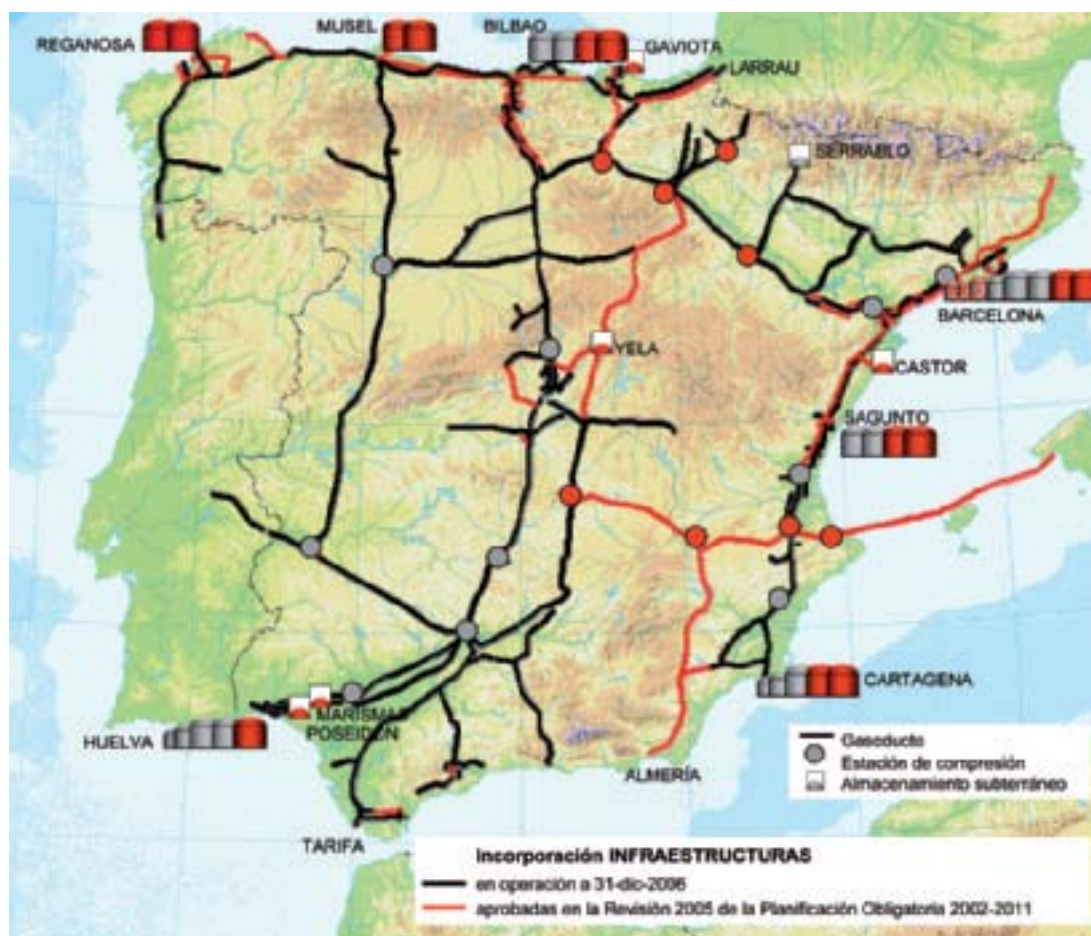 REGANOSA
MUSEL
BILBAO
GAVIOTA
LARRAU
SERRABLO
BARCELONA
YELA
CASTOR
SAGUNTO
CARTAGENA
MARISMAS
POSEIDÓN
HUELVA
ALMERÍA
TARIFA
Gasoducto
Estación de compresión
Almacenamiento subterráneo
Incorporación INFRAESTRUCTURAS
en operación a 31-dic-2006
aprobadas en la Revisión 2005 de la Planificación Obligatoria 2002-2011